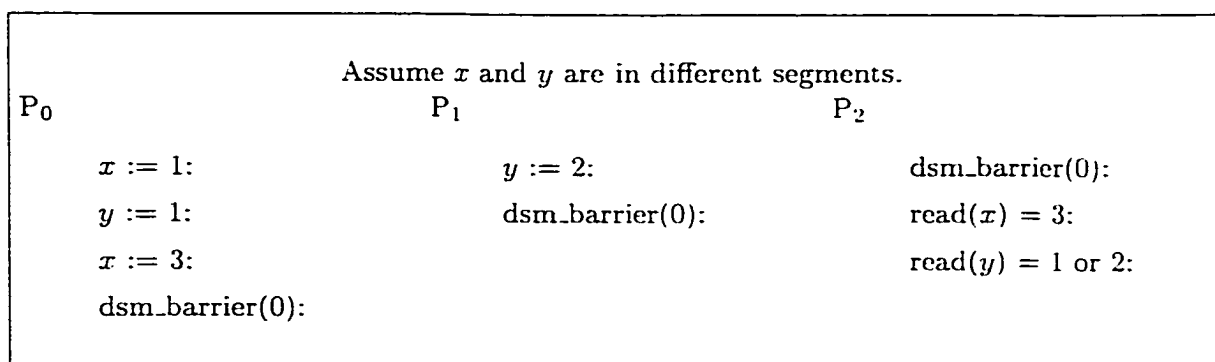 Assume x and y are in different segments.
P₀ P₁ P₂
x := 1: y := 2: dsm_barrier(0):
y := 1: dsm_barrier(0): read(x) = 3:
x := 3: read(y) = 1 or 2:
dsm_barrier(0):